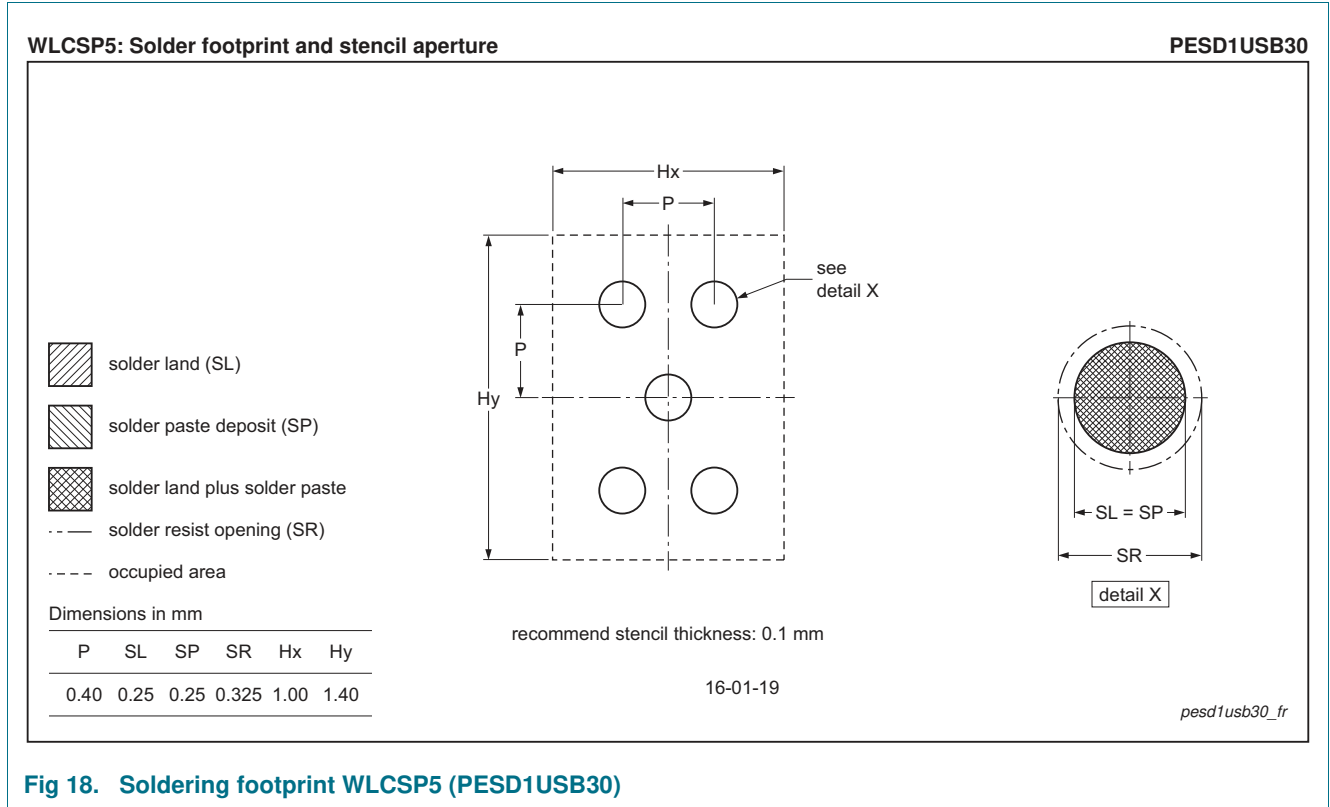 WLCSP5: Solder footprint and stencil aperture PESD1USB30
Hx
P
see
detail X
P
Hy
solder land (SL)
solder paste deposit (SP)
solder land plus solder paste
solder resist opening (SR)
occupied area
SL = SP
SR
detail X
Dimensions in mm
P SL SP SR Hx Hy
0.40 0.25 0.25 0.325 1.00 1.40
recommend stencil thickness: 0.1 mm
16-01-19
pesd1usb30_fr
Fig 18. Soldering footprint WLCSP5 (PESD1USB30)